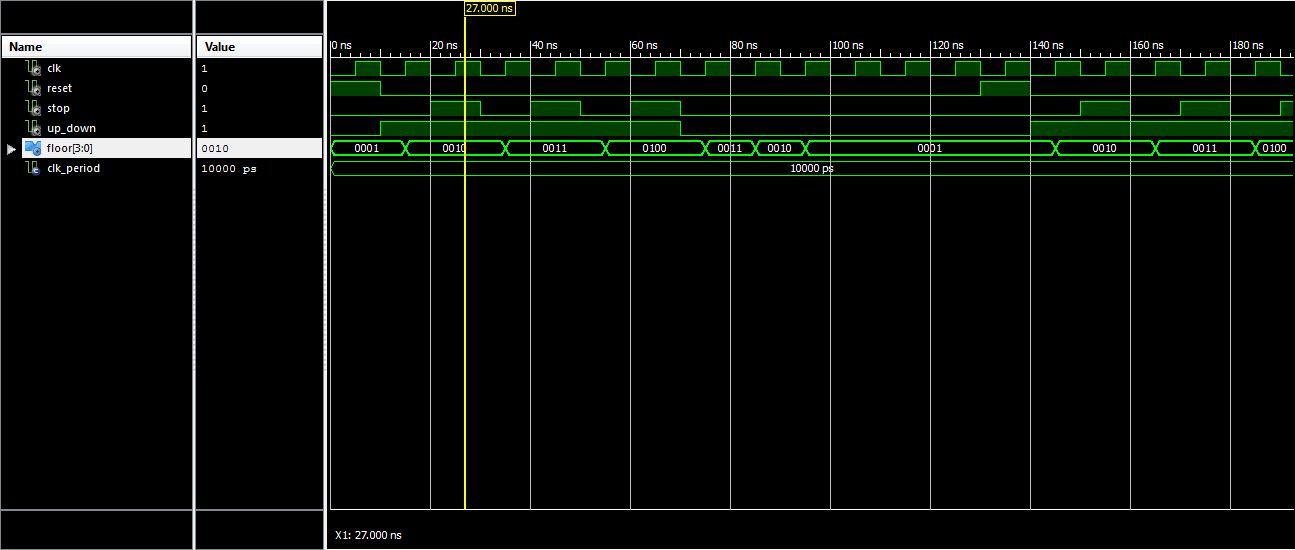 27.000 ns
Name Value
0 ns 20 ns 40 ns 60 ns 80 ns 100 ns 120 ns 140 ns 160 ns 180 ns
clk 1
reset 0
stop 1
up_down 1
floor[3:0] 0010 0001 0010 0011 0100 0011 0010 0001 0010 0011 0100
clk_period 10000 ps 10000 ps
X1: 27.000 ns